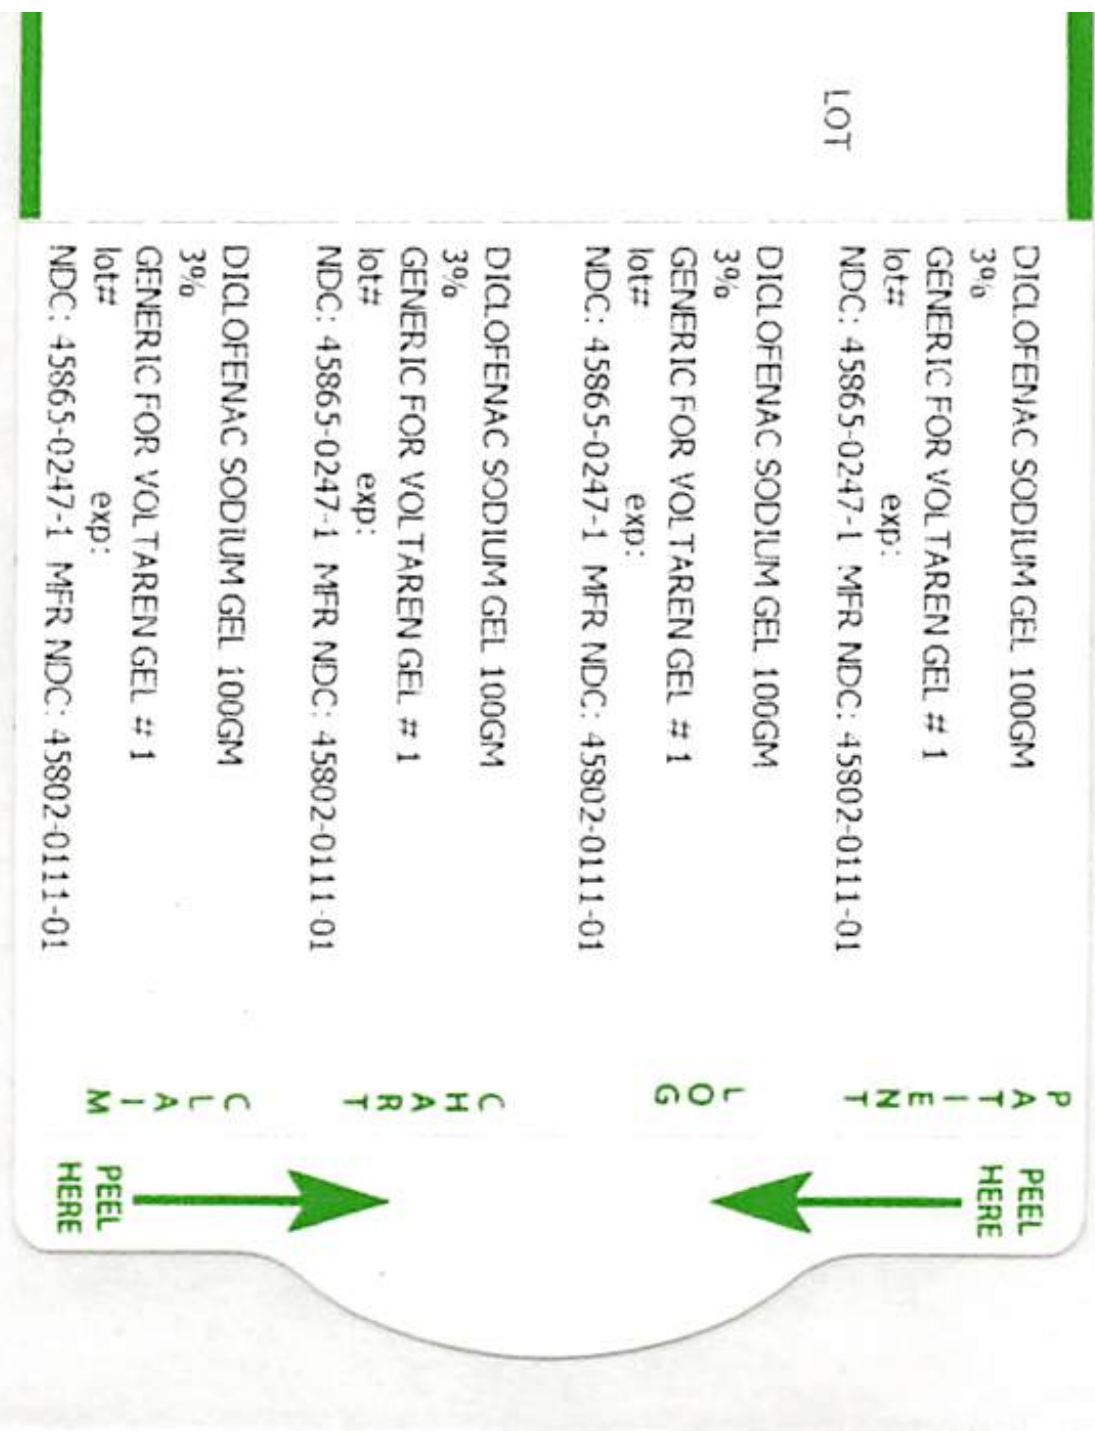 LOT
DICLOFENAC SODIUM GEL 100GM
3%
GENERIC FOR VOLTAREN GEL # 1
lot# exp:
NDC: 45865-0247-1 MFR NDC: 45802-0111-01
PATIENT
DICLOFENAC SODIUM GEL 100GM
3%
GENERIC FOR VOLTAREN GEL # 1
lot# exp:
NDC: 45865-0247-1 MFR NDC: 45802-0111-01
LOG
DICLOFENAC SODIUM GEL 100GM
3%
GENERIC FOR VOLTAREN GEL # 1
lot# exp:
NDC: 45865-0247-1 MFR NDC: 45802-0111-01
CHART
DICLOFENAC SODIUM GEL 100GM
3%
GENERIC FOR VOLTAREN GEL # 1
lot# exp:
NDC: 45865-0247-1 MFR NDC: 45802-0111-01
CLAIM
PEEL
HERE
PEEL
HERE